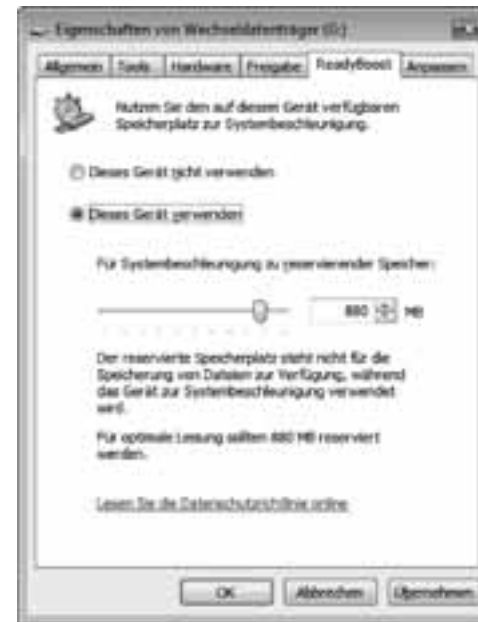 Eigenschaften von Wechseldatenträger (G:)
Allgemein Tools Hardware Freigabe ReadyBoost Anpassen
Nutzen Sie den auf diesem Gerät verfügbaren
Speicherplatz zur Systembeschleunigung.
Dieses Gerät nicht verwenden
Dieses Gerät verwenden
Für Systembeschleunigung zu reservierender Speicher:
880 MB
Der reservierte Speicherplatz steht nicht für die
Speicherung von Dateien zur Verfügung, während
das Gerät zur Systembeschleunigung verwendet
wird.
Für optimale Leistung sollten 880 MB reserviert
werden.
Lesen Sie die Datenschutzrichtlinie online
OK Abbrechen Übernehmen